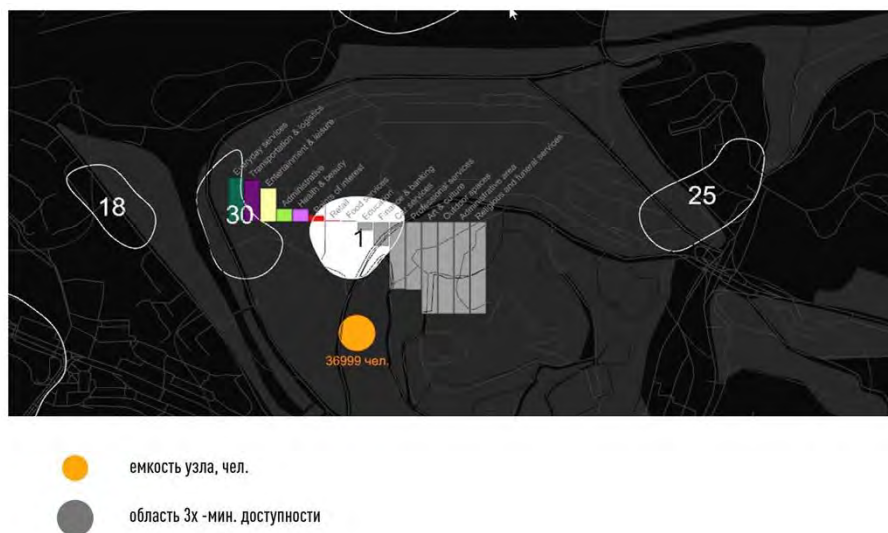 Everyday services
Transportation & logistics
Entertainment & leisure
Administrative
Health & beauty
Points of interest
Retail
Food services
Education
Financial & banking
Car services
Professional services
Art & culture
Outdoor spaces
Administrative area
Religious and funeral services
18
30
1
25
36999 чел.
емкость узла, чел.
область 3х -мин. доступности